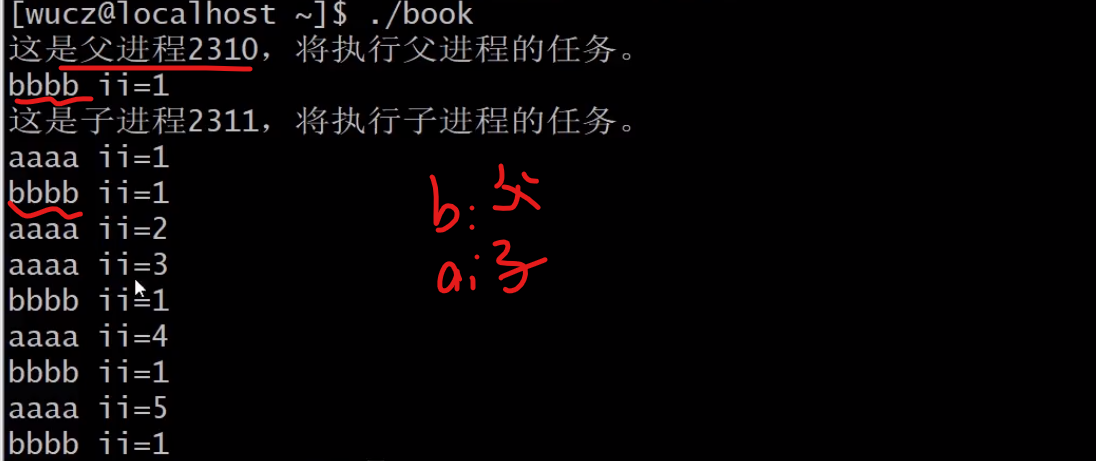 [wucz@localhost ~]$ ./book
这是父进程2310，将执行父进程的任务。
bbbb ii=1
这是子进程2311，将执行子进程的任务。
aaaa ii=1
bbbb ii=1
aaaa ii=2
aaaa ii=3
bbbb ii=1
aaaa ii=4
bbbb ii=1
aaaa ii=5
bbbb ii=1
b:父
a:子